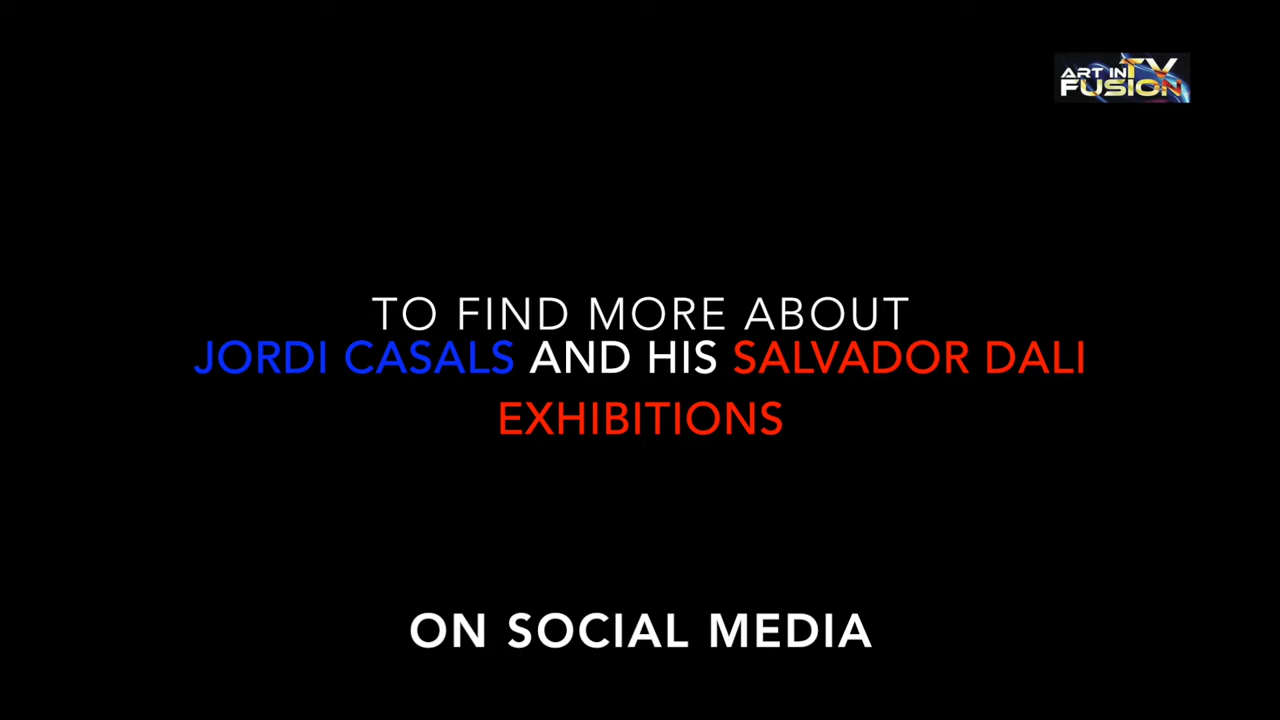 ART IN TV
FUSION
TO FIND MORE ABOUT
JORDI CASALS AND HIS SALVADOR DALI
EXHIBITIONS
ON SOCIAL MEDIA